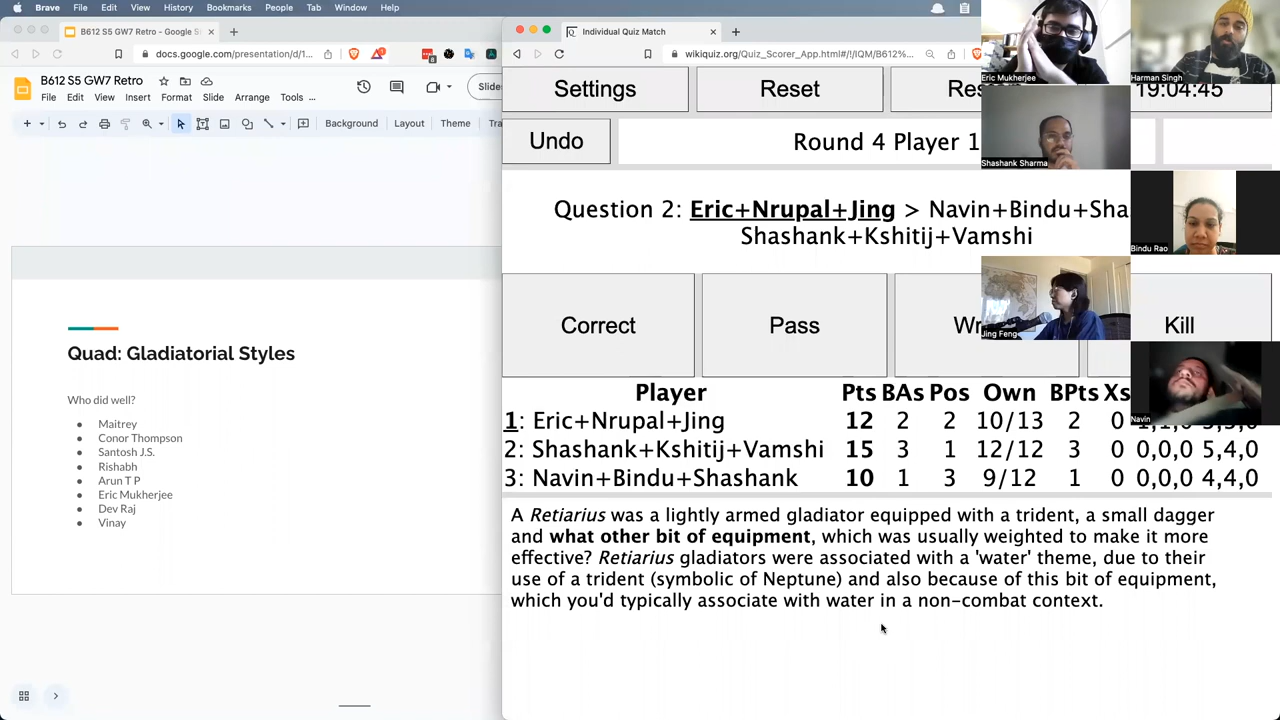 Brave File Edit View History Bookmarks Profiles Tab Window Help
B612 S5 GW7 Retro - Google S
docs.google.com/presentation/d/1...
B612 S5 GW7 Retro
File Edit View Insert Format Slide Arrange Tools ...
Background Layout Theme
Quad: Gladiatorial Styles
Who did well?
● Maitrey
● Conor Thompson
● Santosh J.S.
● Rishabh
● Arun T P
● Eric Mukherjee
● Dev Raj
● Vinay
Individual Quiz Match
wikiquiz.org/Quiz_Scorer_App.html#/!/IQM/B612%...
Settings Reset 19:04:45
Undo Round 4 Player 1
Question 2: Eric+Nrupal+Jing > Navin+Bindu+Sha
Shashank+Kshitij+Vamshi
Correct Pass Kill
Player Pts BAs Pos Own BPts Xs
1: Eric+Nrupal+Jing 12 2 2 10/13 2 0
2: Shashank+Kshitij+Vamshi 15 3 1 12/12 3 0 0,0,0 5,4,0
3: Navin+Bindu+Shashank 10 1 3 9/12 1 0 0,0,0 4,4,0
A Retiarius was a lightly armed gladiator equipped with a trident, a small dagger
and what other bit of equipment, which was usually weighted to make it more
effective? Retiarius gladiators were associated with a 'water' theme, due to their
use of a trident (symbolic of Neptune) and also because of this bit of equipment,
which you'd typically associate with water in a non-combat context.
Eric Mukherjee
Harman Singh
Shashank Sharma
Bindu Rao
Jing Feng
Navin